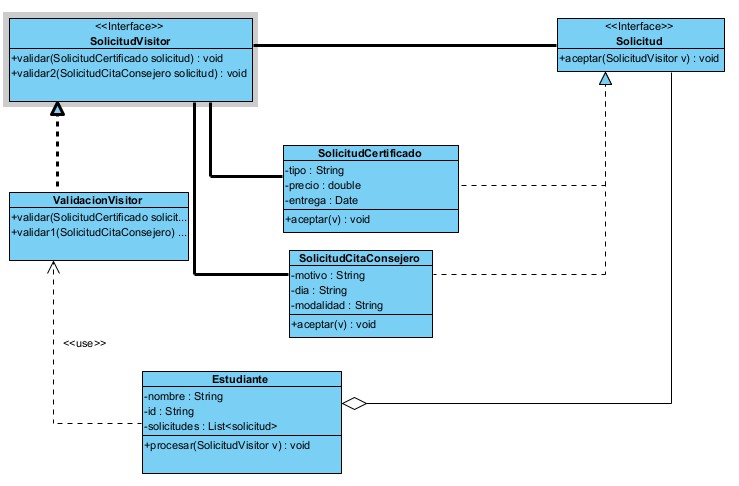 <<Interface>>
SolicitudVisitor
+validar(SolicitudCertificado solicitud) : void
+validar2(SolicitudCitaConsejero solicitud) : void
<<Interface>>
Solicitud
+aceptar(SolicitudVisitor v) : void
SolicitudCertificado
-tipo : String
-precio : double
-entrega : Date
+aceptar(v) : void
ValidacionVisitor
+validar(SolicitudCertificado solicit...
+validar1(SolicitudCitaConsejero) ...
SolicitudCitaConsejero
-motivo : String
-dia : String
-modalidad : String
+aceptar(v) : void
<<use>>
Estudiante
-nombre : String
-id : String
-solicitudes : List<solicitud>
+procesar(SolicitudVisitor v) : void